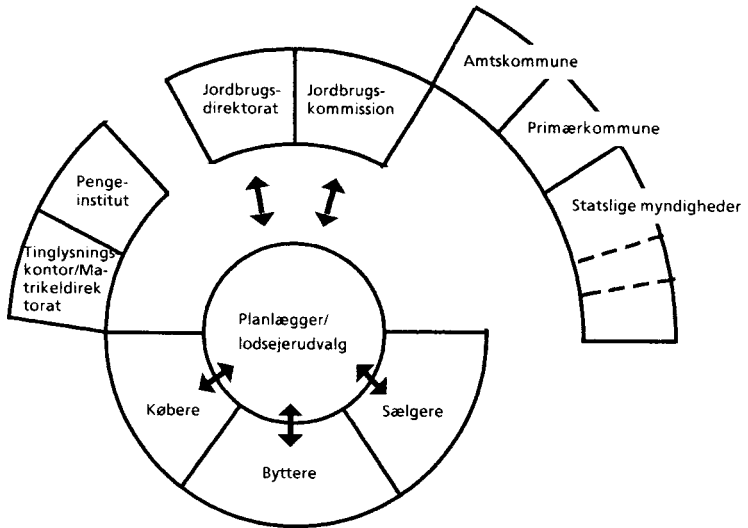 Jordbrugs-
direktorat
Jordbrugs-
kommission
Amtskommune
Primærkommune
Statslige myndigheder
Penge-
institut
Tinglysnings
kontor/Ma-
trikeldirek
torat
Planlægger/
lodsejerudvalg
Købere
Byttere
Sælgere